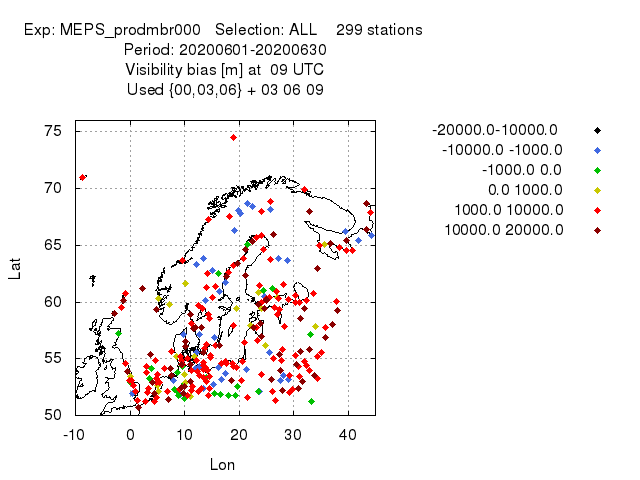 Exp: MEPS_prodmbr000 Selection: ALL 299 stations
Period: 20200601-20200630
Visibility bias [m] at 09 UTC
Used {00,03,06} + 03 06 09
-20000.0-10000.0
-10000.0 -1000.0
-1000.0 0.0
0.0 1000.0
1000.0 10000.0
10000.0 20000.0
75
70
65
60
55
50
Lat
-10 0 10 20 30 40
Lon